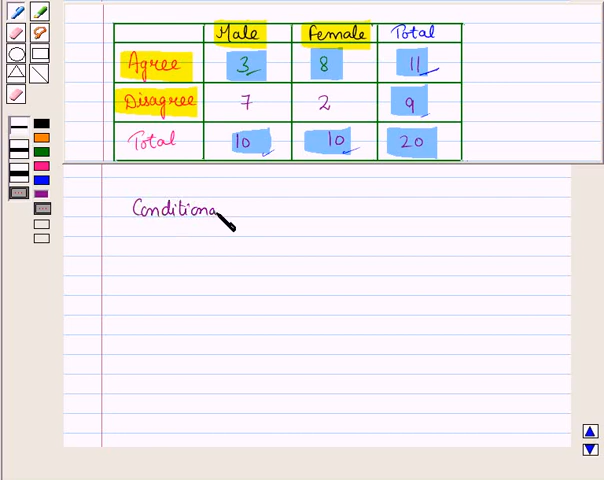 Male Female Total
Agree 3 8 11
Disagree 7 2 9
Total 10 10 20
Conditiona